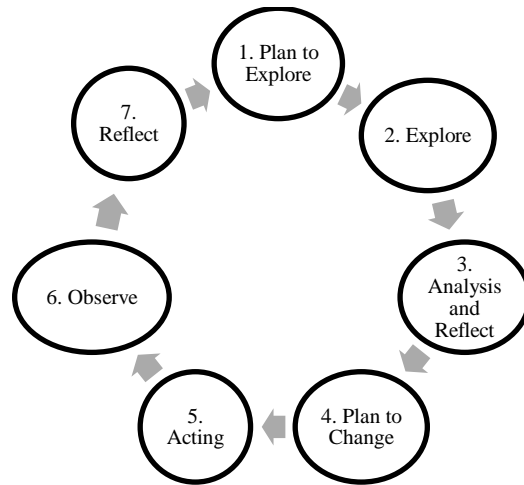 1. Plan to
Explore
2. Explore
3.
Analysis
and
Reflect
4. Plan to
Change
5.
Acting
6. Observe
7.
Reflect